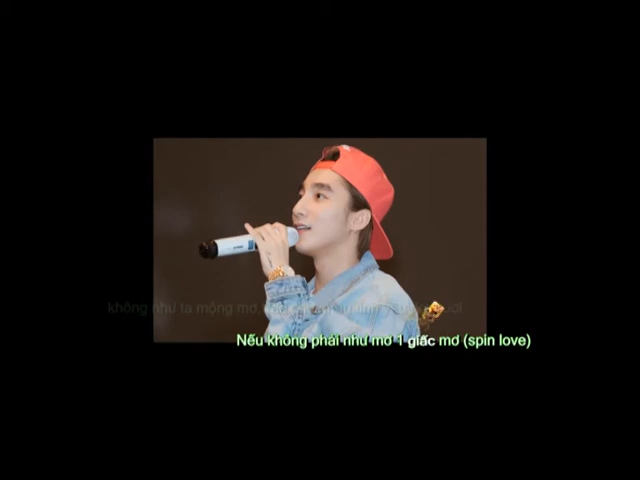 không như ta mộng mơ
Nếu không phải như mơ 1 giấc mơ (spin love)